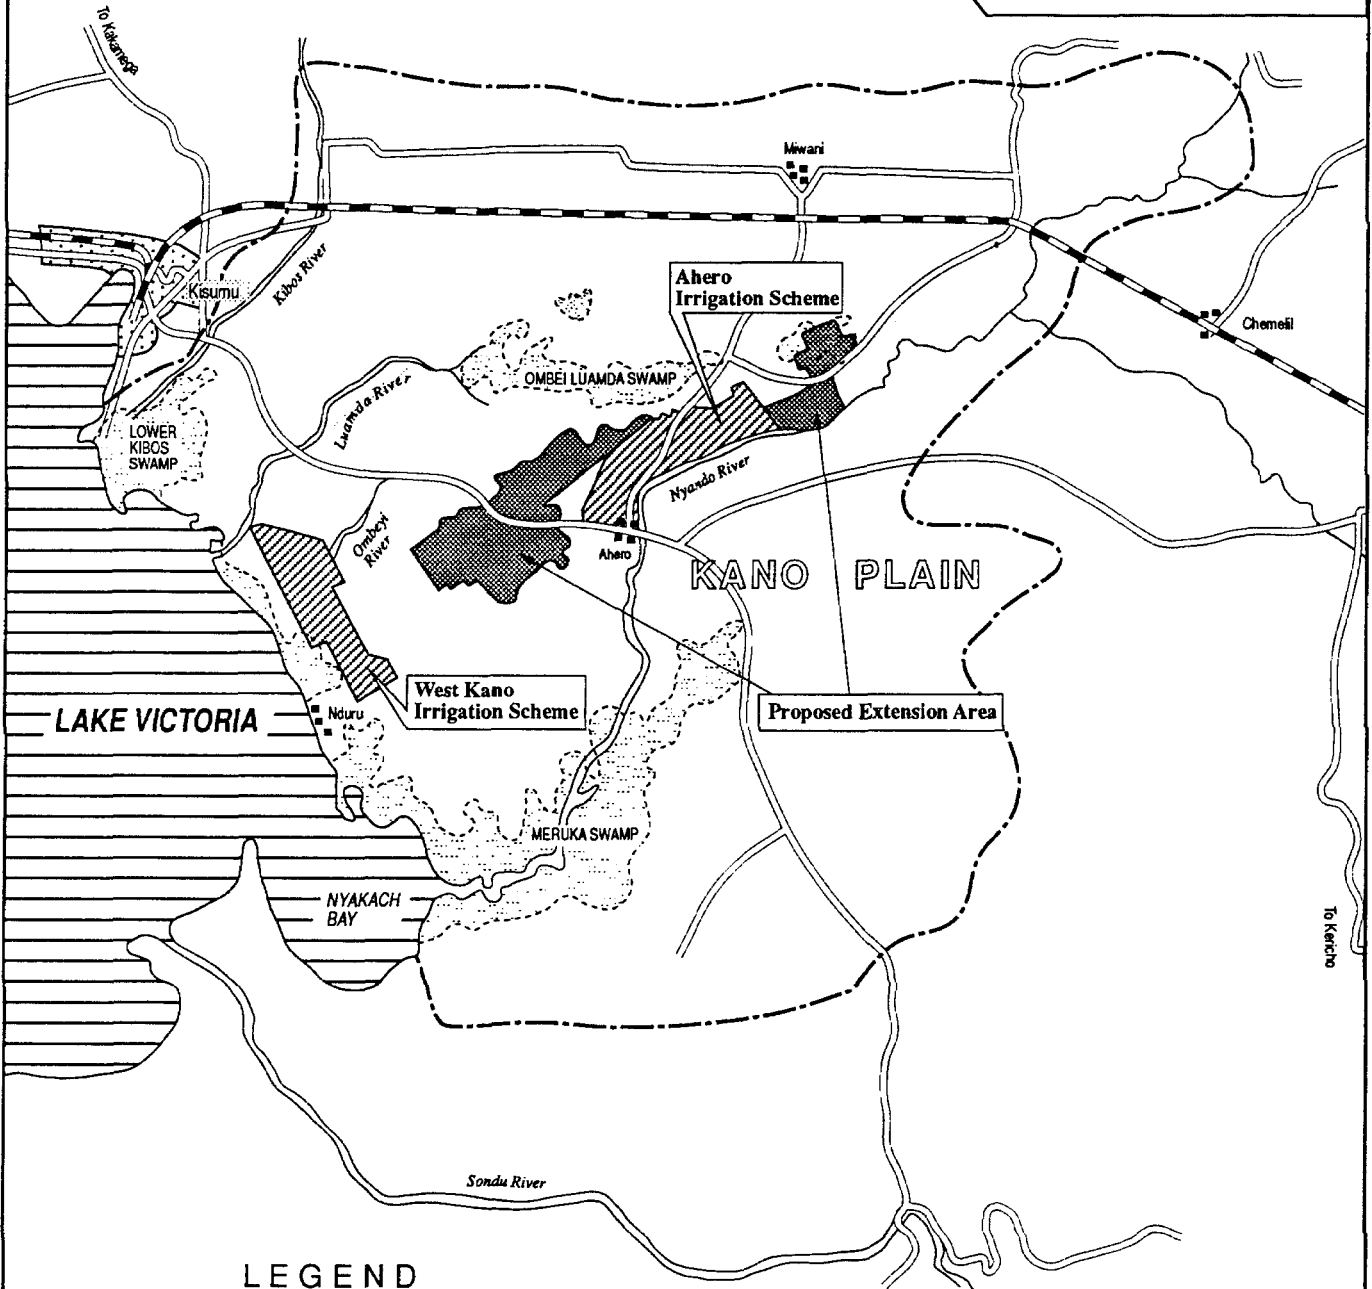 To Kakamega
Miwani
Kisumu
Kibos River
Ahero
Irrigation Scheme
Chemelil
OMBEI LUAMDA SWAMP
Luamda River
LOWER
KIBOS
SWAMP
Nyando River
Ombeyi
River
Ahero
KANO PLAIN
West Kano
Irrigation Scheme
Proposed Extension Area
LAKE VICTORIA
Nduru
MERUKA SWAMP
NYAKACH
BAY
To Kericho
Sondu River
LEGEND